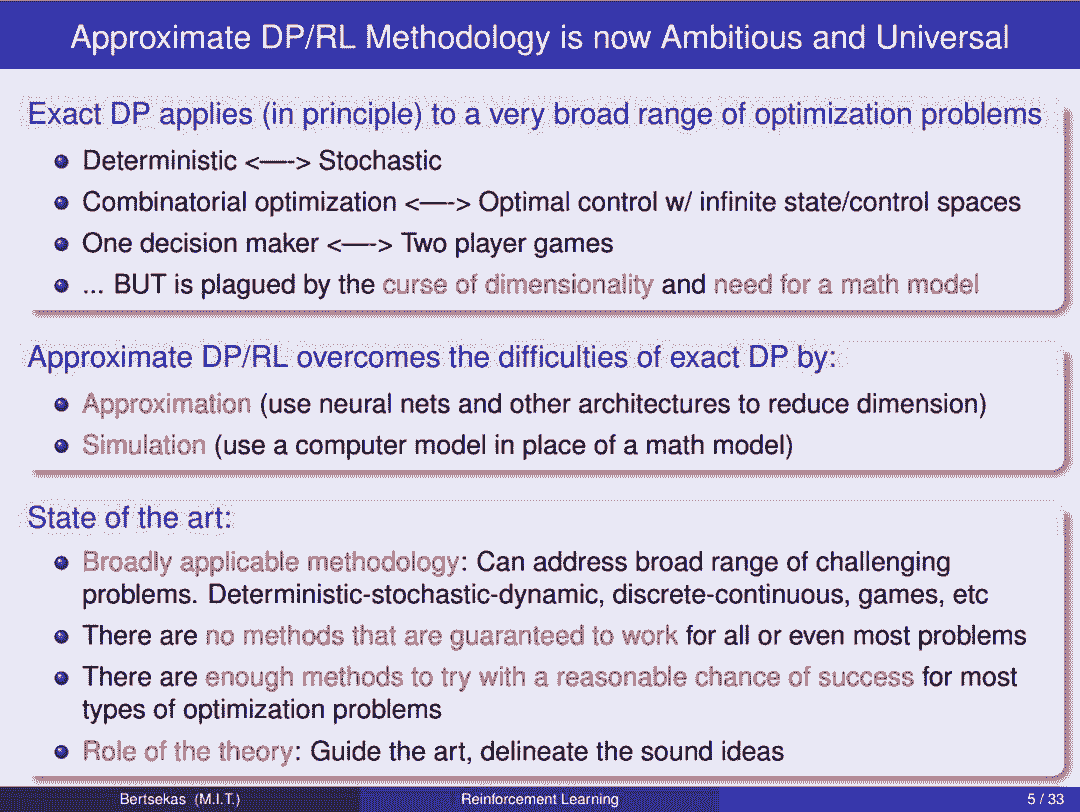 Approximate DP/RL Methodology is now Ambitious and Universal
Exact DP applies (in principle) to a very broad range of optimization problems
Deterministic <—-> Stochastic
Combinatorial optimization <—-> Optimal control w/ infinite state/control spaces
One decision maker <—-> Two player games
... BUT is plagued by the curse of dimensionality and need for a math model
Approximate DP/RL overcomes the difficulties of exact DP by:
Approximation (use neural nets and other architectures to reduce dimension)
Simulation (use a computer model in place of a math model)
State of the art:
Broadly applicable methodology: Can address broad range of challenging
problems. Deterministic-stochastic-dynamic, discrete-continuous, games, etc
There are no methods that are guaranteed to work for all or even most problems
There are enough methods to try with a reasonable chance of success for most
types of optimization problems
Role of the theory: Guide the art, delineate the sound ideas
Bertsekas (M.I.T.) Reinforcement Learning 5 / 33